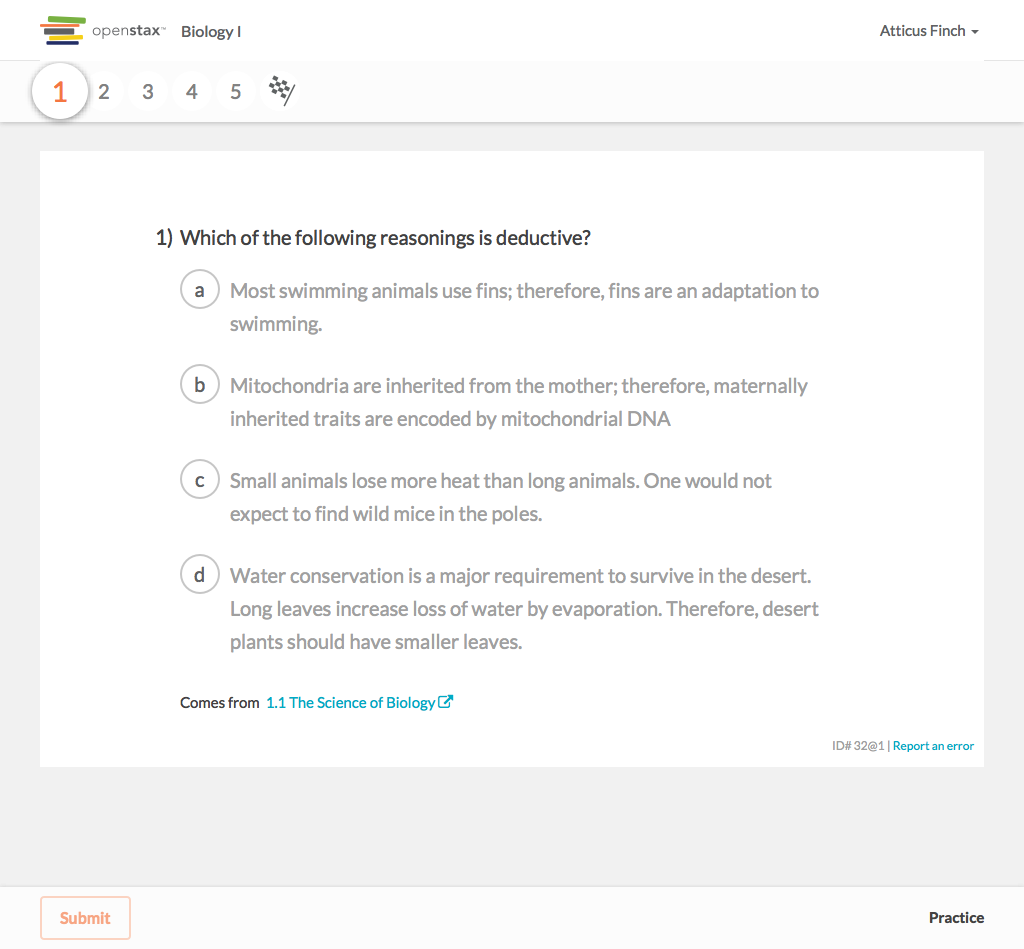 openstax™ Biology I
Atticus Finch
1 2 3 4 5
1) Which of the following reasonings is deductive?
a Most swimming animals use fins; therefore, fins are an adaptation to
swimming.
b Mitochondria are inherited from the mother; therefore, maternally
inherited traits are encoded by mitochondrial DNA
c Small animals lose more heat than long animals. One would not
expect to find wild mice in the poles.
d Water conservation is a major requirement to survive in the desert.
Long leaves increase loss of water by evaporation. Therefore, desert
plants should have smaller leaves.
Comes from 1.1 The Science of Biology
ID# 32@1 | Report an error
Submit
Practice